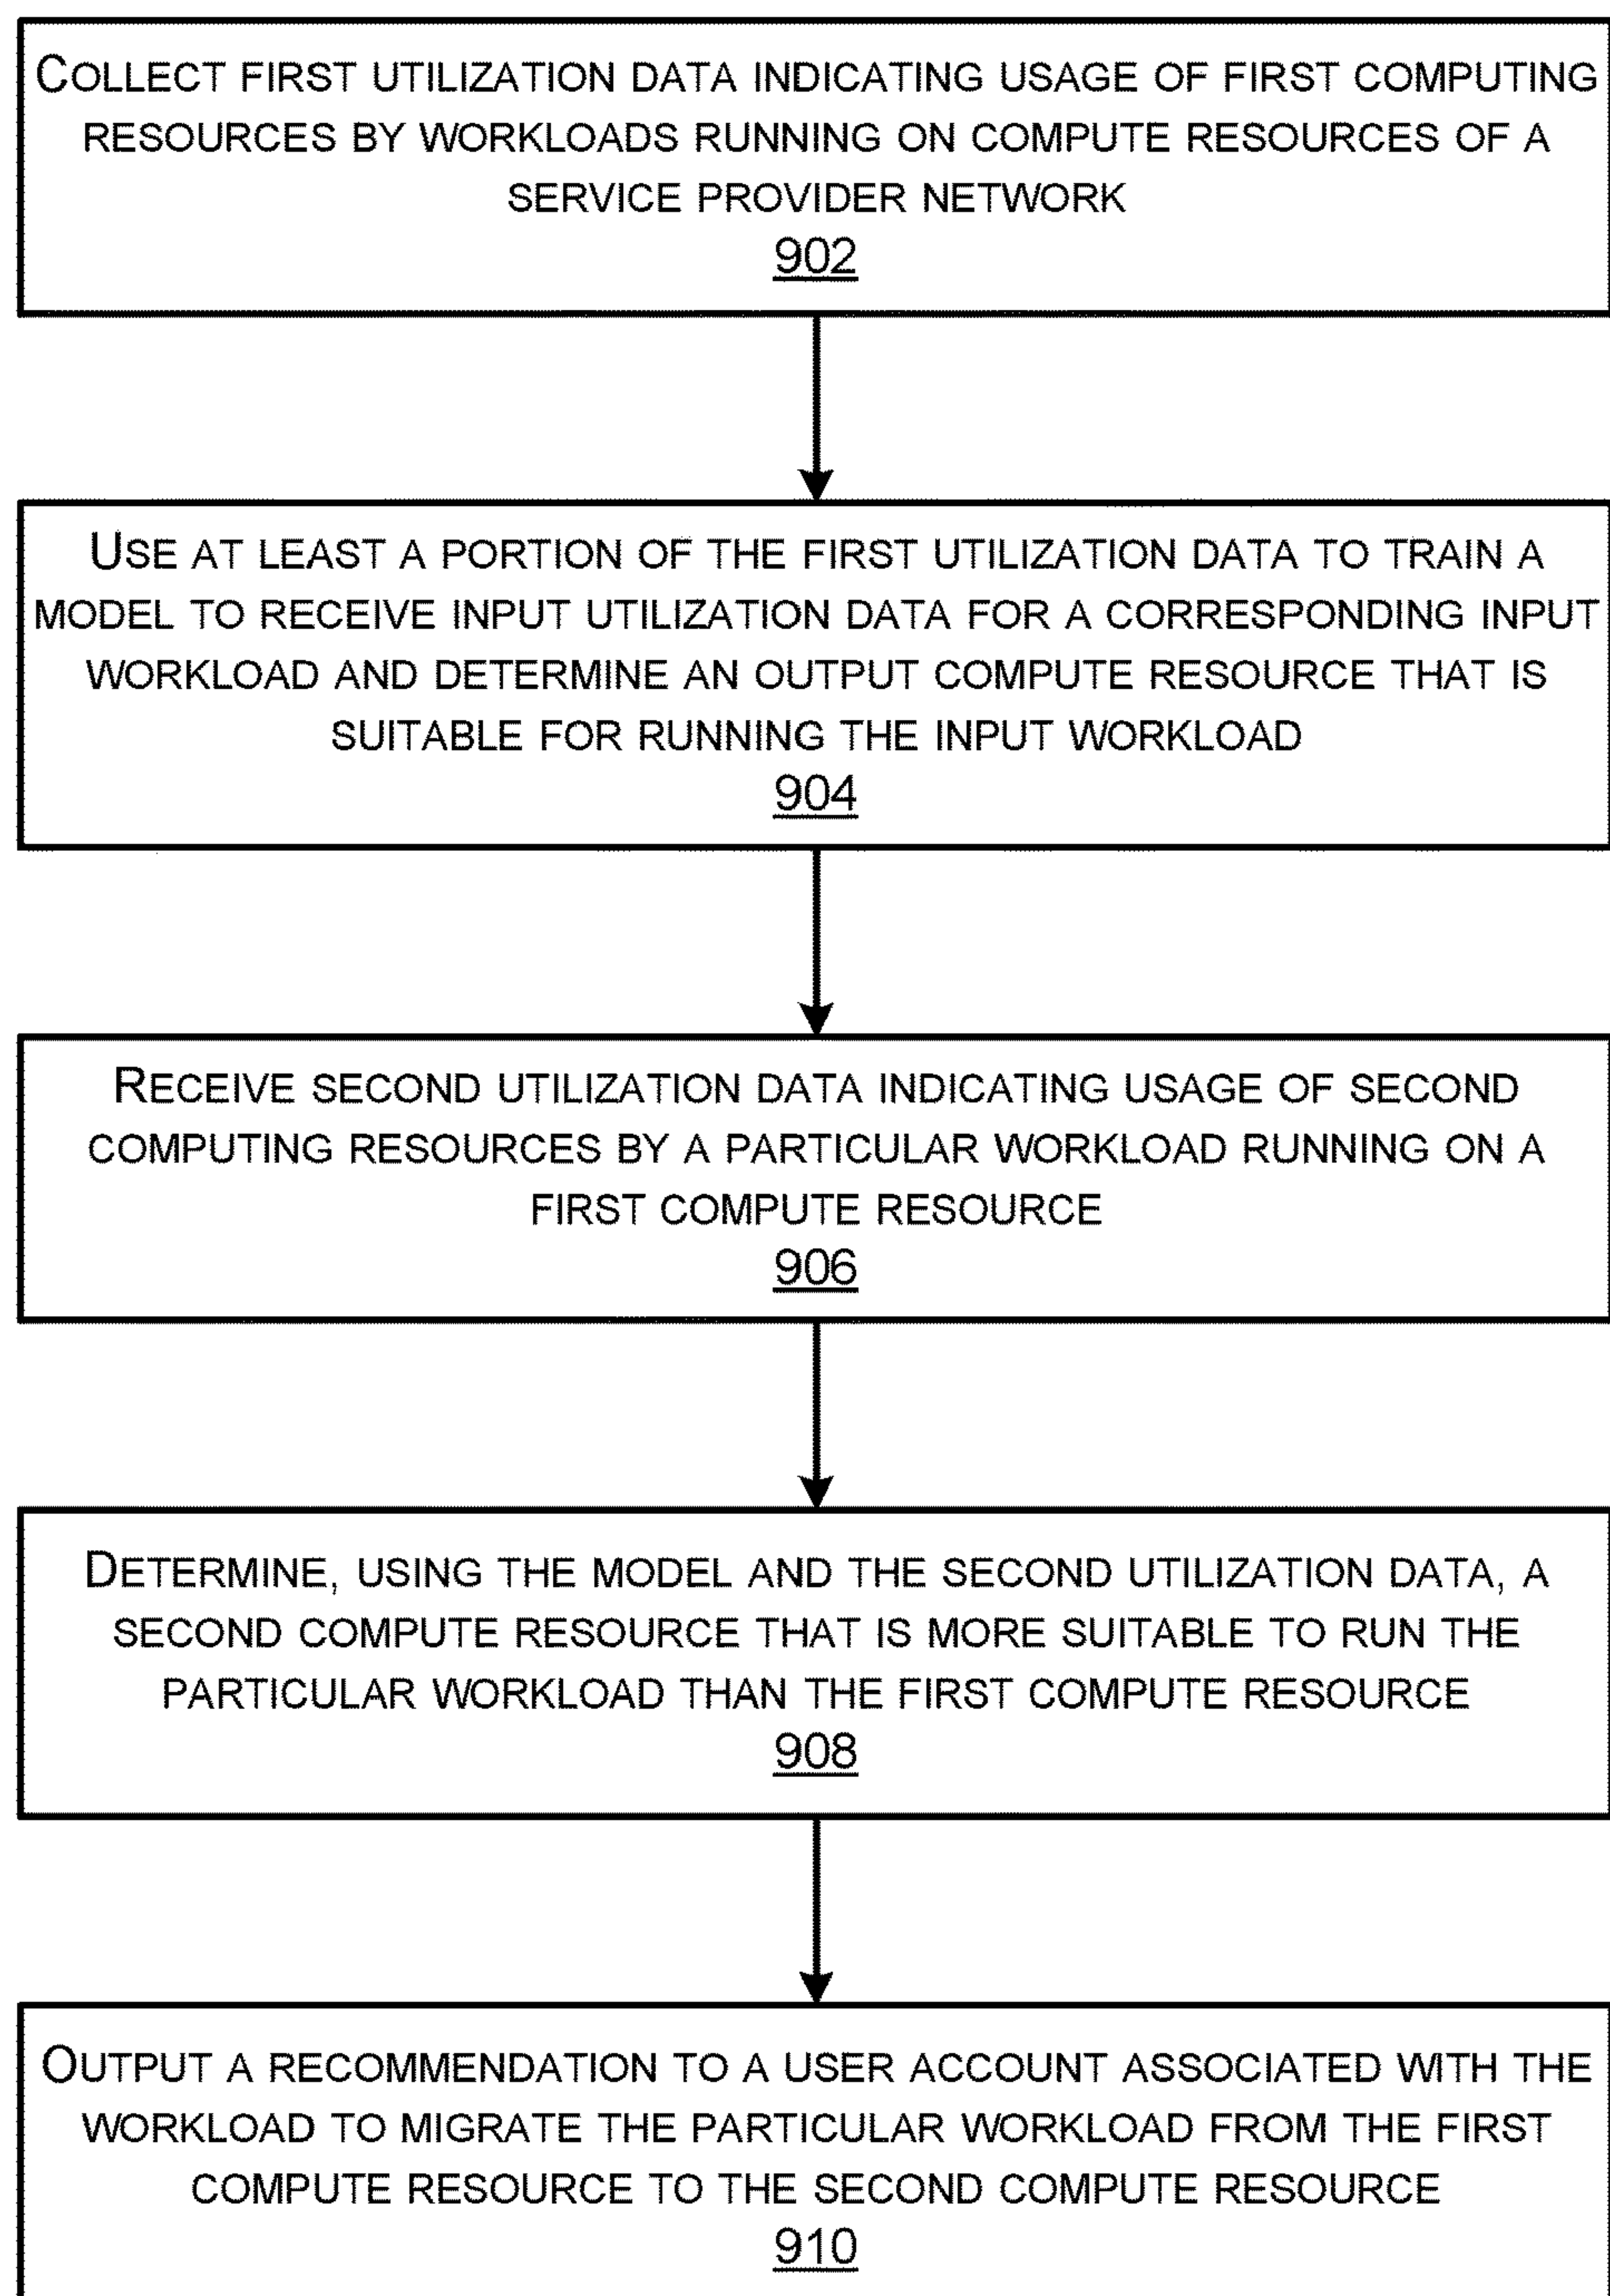 COLLECT FIRST UTILIZATION DATA INDICATING USAGE OF FIRST COMPUTING
RESOURCES BY WORKLOADS RUNNING ON COMPUTE RESOURCES OF A
SERVICE PROVIDER NETWORK
902
USE AT LEAST A PORTION OF THE FIRST UTILIZATION DATA TO TRAIN A
MODEL TO RECEIVE INPUT UTILIZATION DATA FOR A CORRESPONDING INPUT
WORKLOAD AND DETERMINE AN OUTPUT COMPUTE RESOURCE THAT IS
SUITABLE FOR RUNNING THE INPUT WORKLOAD
904
RECEIVE SECOND UTILIZATION DATA INDICATING USAGE OF SECOND
COMPUTING RESOURCES BY A PARTICULAR WORKLOAD RUNNING ON A
FIRST COMPUTE RESOURCE
906
DETERMINE, USING THE MODEL AND THE SECOND UTILIZATION DATA, A
SECOND COMPUTE RESOURCE THAT IS MORE SUITABLE TO RUN THE
PARTICULAR WORKLOAD THAN THE FIRST COMPUTE RESOURCE
908
OUTPUT A RECOMMENDATION TO A USER ACCOUNT ASSOCIATED WITH THE
WORKLOAD TO MIGRATE THE PARTICULAR WORKLOAD FROM THE FIRST
COMPUTE RESOURCE TO THE SECOND COMPUTE RESOURCE
910